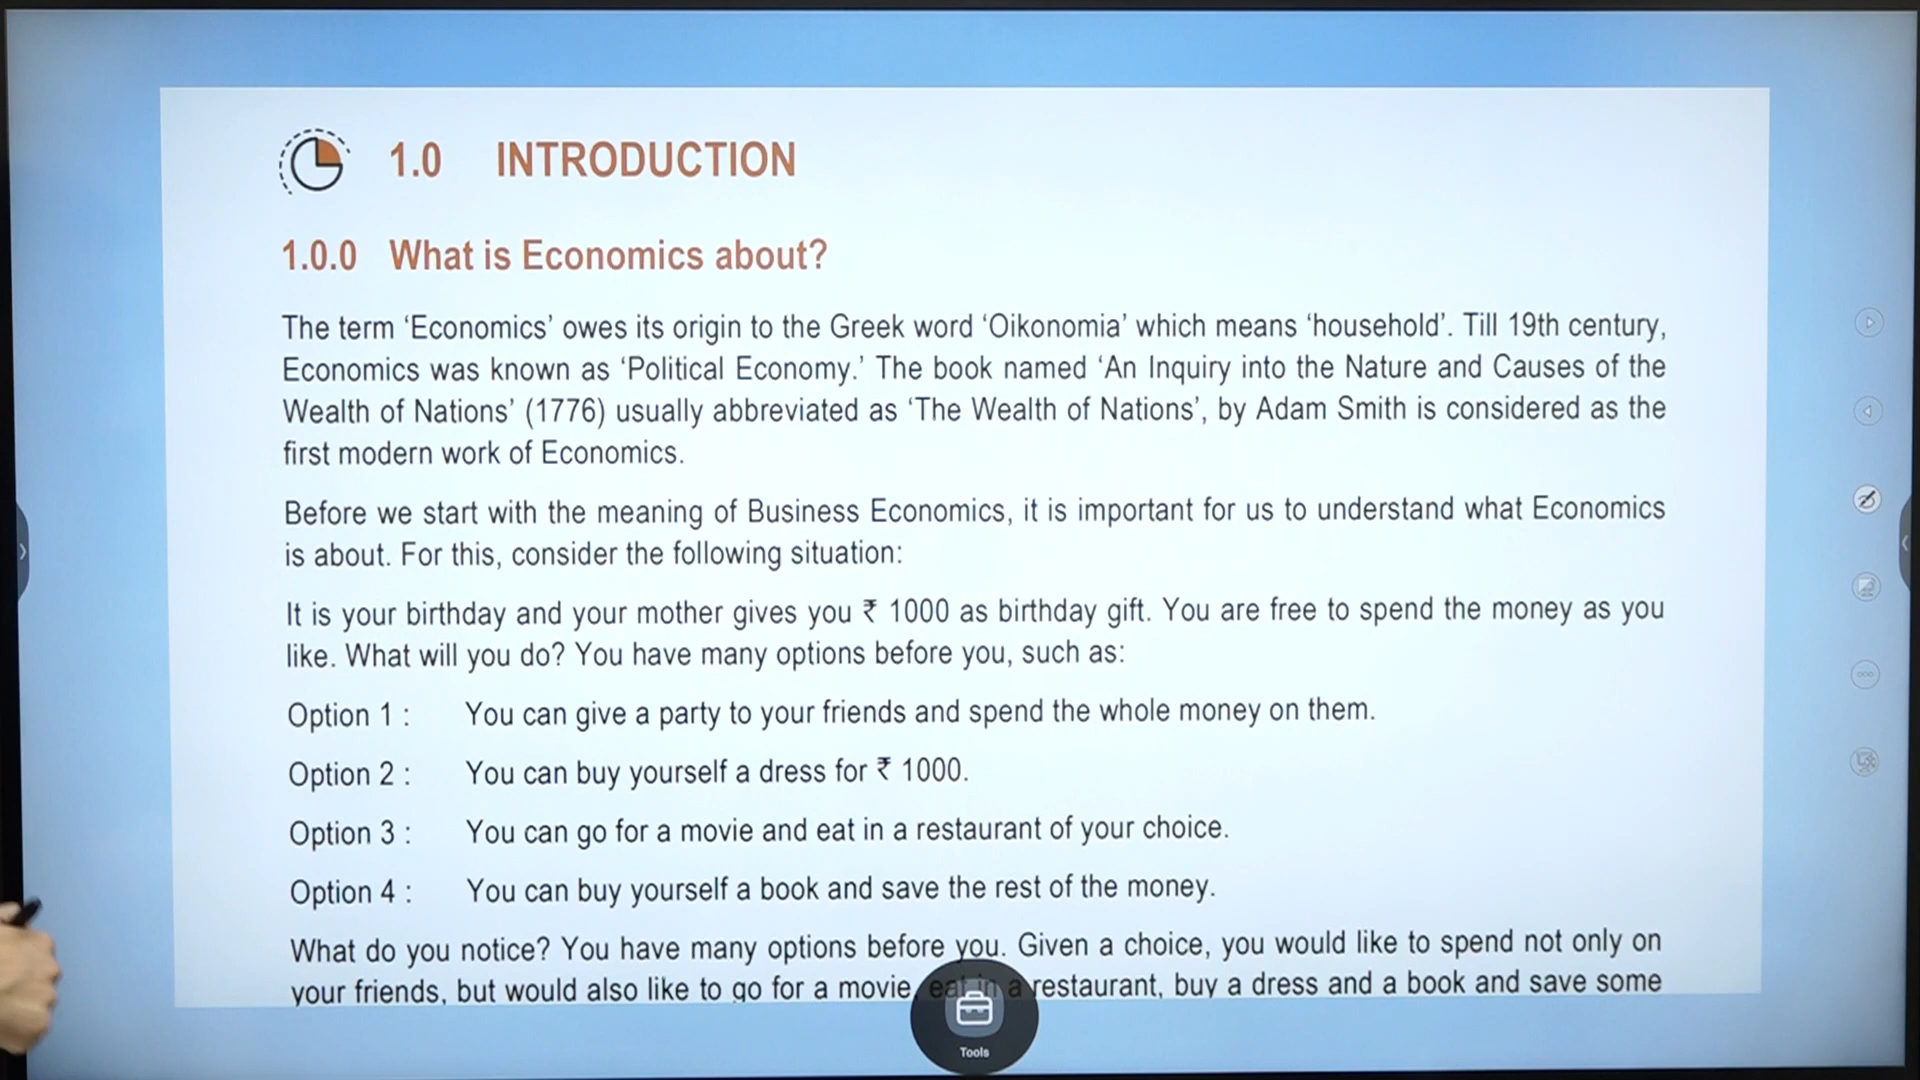 1.0 INTRODUCTION
1.0.0 What is Economics about?
The term ‘Economics’ owes its origin to the Greek word ‘Oikonomia’ which means ‘household’. Till 19th century,
Economics was known as ‘Political Economy.’ The book named ‘An Inquiry into the Nature and Causes of the
Wealth of Nations’ (1776) usually abbreviated as ‘The Wealth of Nations’, by Adam Smith is considered as the
first modern work of Economics.
Before we start with the meaning of Business Economics, it is important for us to understand what Economics
is about. For this, consider the following situation:
It is your birthday and your mother gives you ₹ 1000 as birthday gift. You are free to spend the money as you
like. What will you do? You have many options before you, such as:
Option 1 : You can give a party to your friends and spend the whole money on them.
Option 2 : You can buy yourself a dress for ₹ 1000.
Option 3 : You can go for a movie and eat in a restaurant of your choice.
Option 4 : You can buy yourself a book and save the rest of the money.
What do you notice? You have many options before you. Given a choice, you would like to spend not only on
your friends, but would also like to go for a movie, eat in a restaurant, buy a dress and a book and save some
Tools